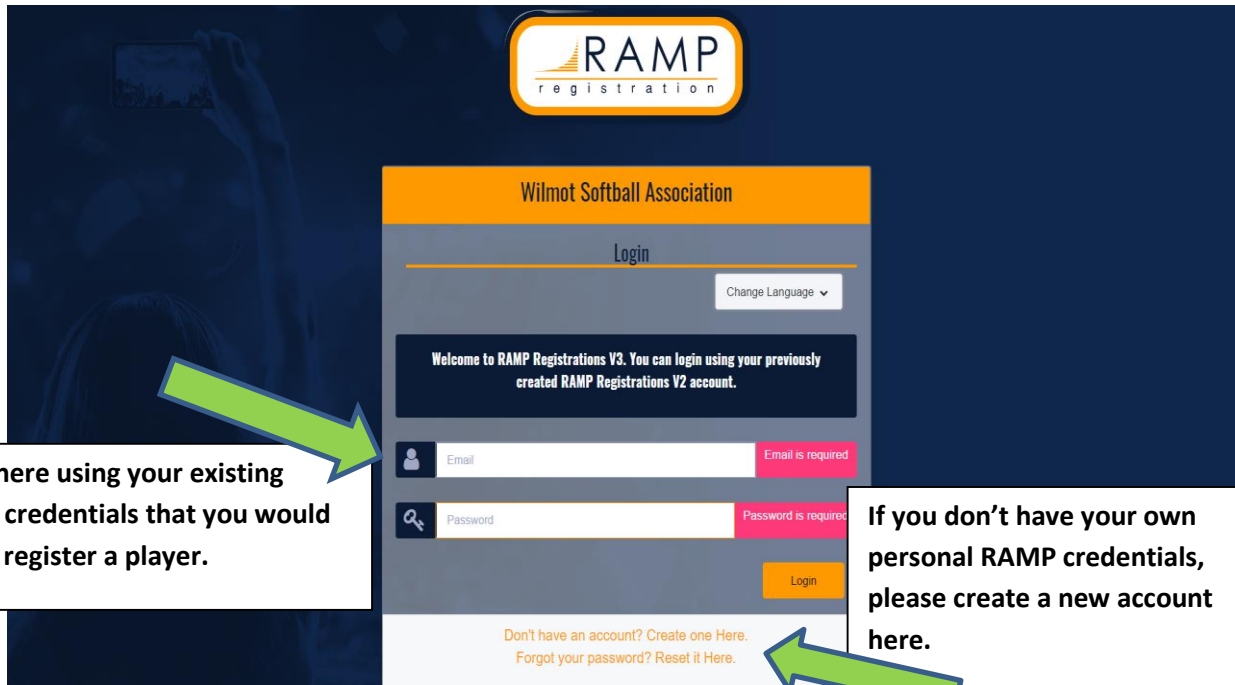 RAMP
registration
Wilmot Softball Association
Login
Change Language
Welcome to RAMP Registrations V3. You can login using your previously
created RAMP Registrations V2 account.
Email
Email is required
here using your existing
credentials that you would
register a player.
Password
Password is required
Login
If you don’t have your own
personal RAMP credentials,
please create a new account
here.
Don't have an account? Create one Here.
Forgot your password? Reset it Here.